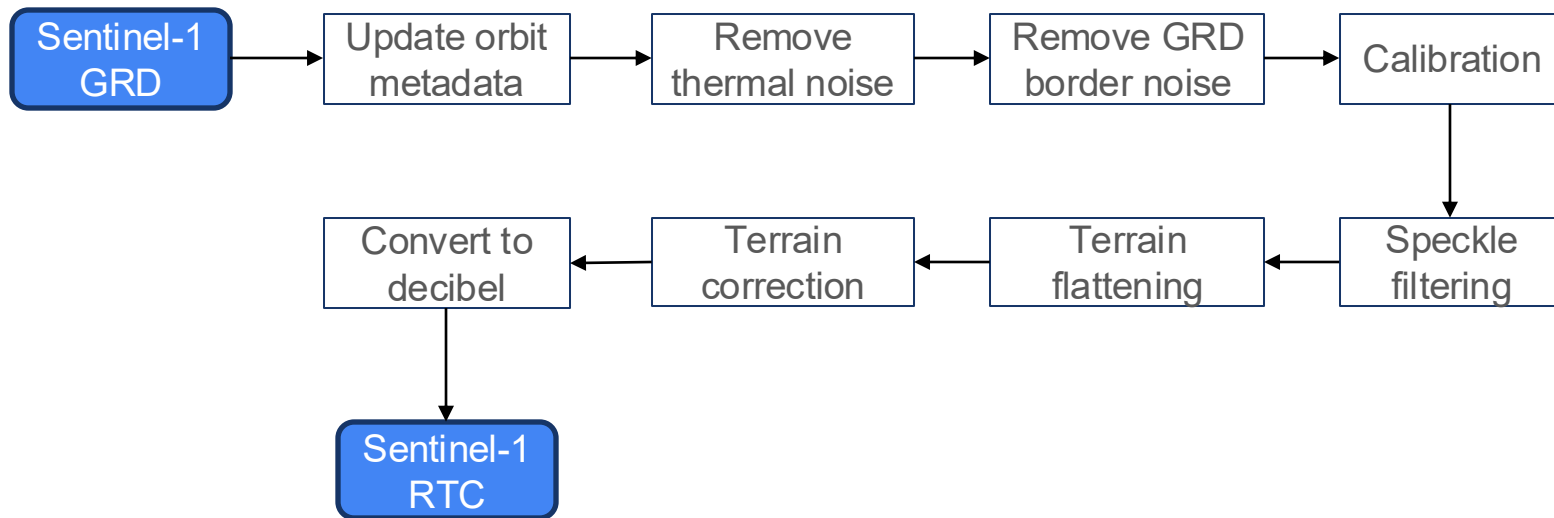 Sentinel-1
GRD
Update orbit
metadata
Remove
thermal noise
Remove GRD
border noise
Calibration
Speckle
filtering
Terrain
flattening
Terrain
correction
Convert to
decibel
Sentinel-1
RTC